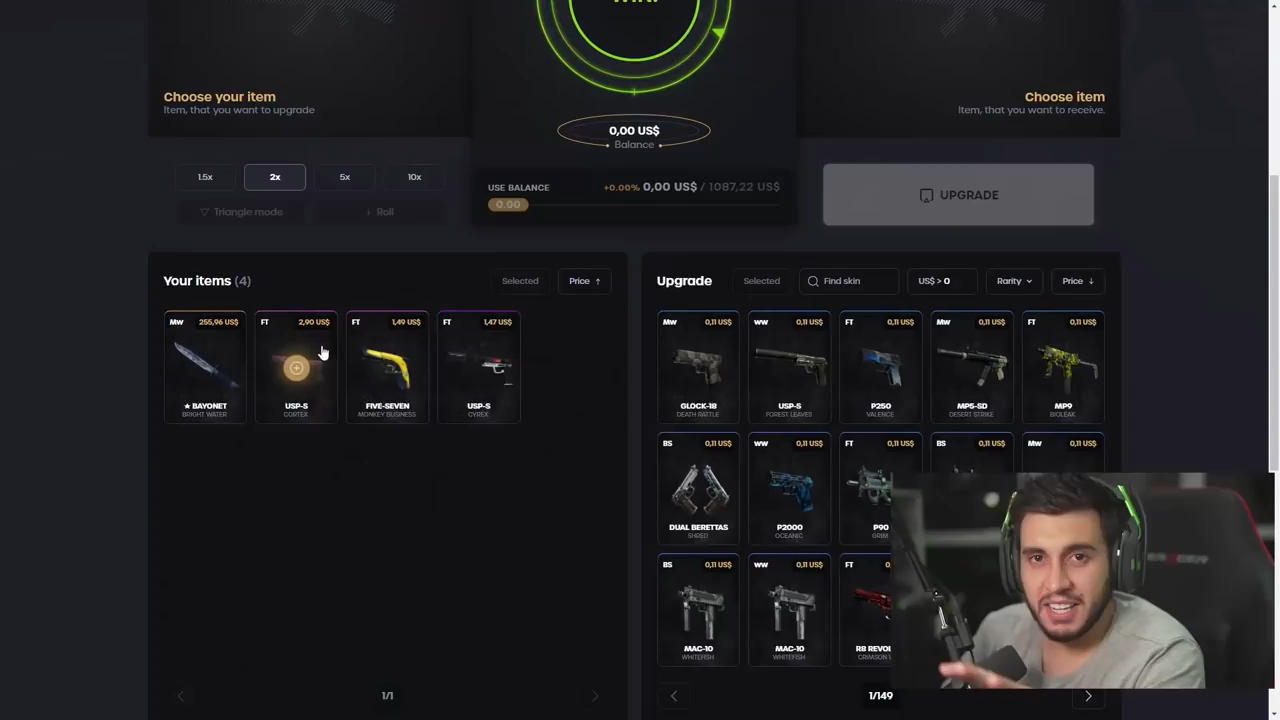 WIN!
Choose your item
Item, that you want to upgrade
Choose item
Item, that you want to receive.
0,00 US$
Balance
1.5x
2x
5x
10x
Triangle mode
Roll
USE BALANCE
+0.00% 0,00 US$ / 1087,22 US$
0.00
UPGRADE
Your items (4)
Selected
Price
Upgrade
Selected
Find skin
US$ > 0
Rarity
Price
MW 255,96 US$
★ BAYONET
BRIGHT WATER
FT 2,90 US$
USP-S
CORTEX
FT 1,49 US$
FIVE-SEVEN
MONKEY BUSINESS
FT 1,47 US$
USP-S
CYREX
MW 0,11 US$
GLOCK-18
DEATH RATTLE
WW 0,11 US$
USP-S
FOREST LEAVES
FT 0,11 US$
P250
VALENCE
MW 0,11 US$
MP5-SD
DESERT STRIKE
FT 0,11 US$
MP9
BIOLEAK
BS 0,11 US$
DUAL BERETTAS
SHRED
WW 0,11 US$
P2000
OCEANIC
FT 0,11 US$
P90
GRIM
BS 0,11 US$
MW 0,11 US$
BS 0,11 US$
MAC-10
WHITEFISH
WW 0,11 US$
MAC-10
WHITEFISH
FT
R8
CRIMSON
1/1
1/149